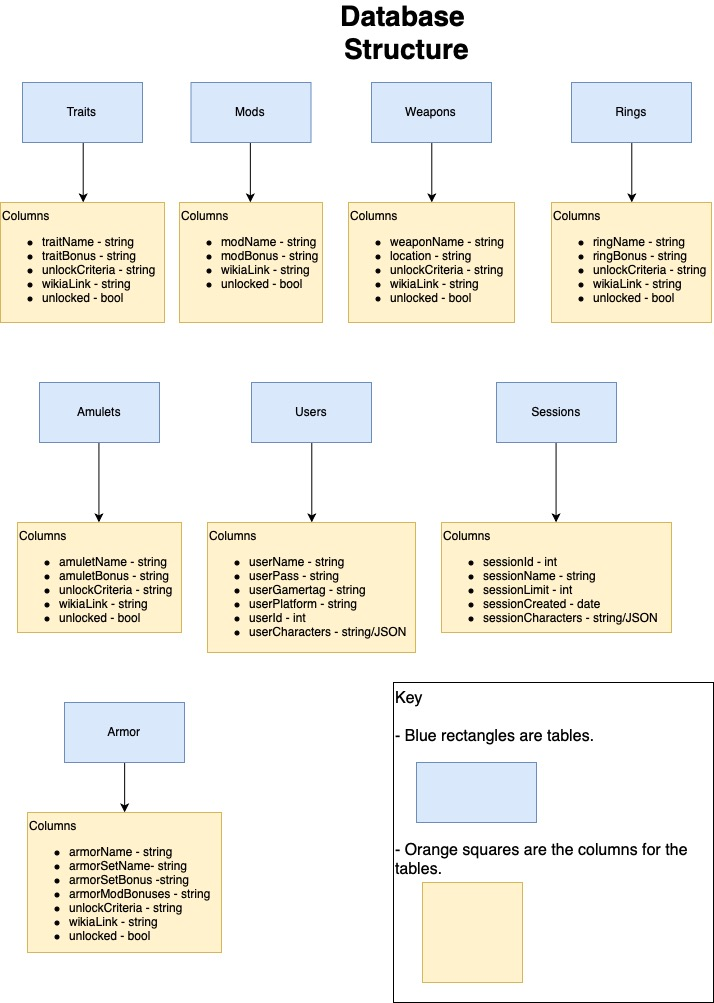 Database
Structure
Traits
Mods
Weapons
Rings
Columns
• traitName - string
• traitBonus - string
• unlockCriteria - string
• wikiaLink - string
• unlocked - bool
Columns
• modName - string
• modBonus - string
• wikiaLink - string
• unlocked - bool
Columns
• weaponName - string
• location - string
• unlockCriteria - string
• wikiaLink - string
• unlocked - bool
Columns
• ringName - string
• ringBonus - string
• unlockCriteria - string
• wikiaLink - string
• unlocked - bool
Amulets
Users
Sessions
Columns
• amuletName - string
• amuletBonus - string
• unlockCriteria - string
• wikiaLink - string
• unlocked - bool
Columns
• userName - string
• userPass - string
• userGamertag - string
• userPlatform - string
• userId - int
• userCharacters - string/JSON
Columns
• sessionId - int
• sessionName - string
• sessionLimit - int
• sessionCreated - date
• sessionCharacters - string/JSON
Armor
Columns
• armorName - string
• armorSetName- string
• armorSetBonus -string
• armorModBonuses - string
• unlockCriteria - string
• wikiaLink - string
• unlocked - bool
Key
- Blue rectangles are tables.
- Orange squares are the columns for the
tables.